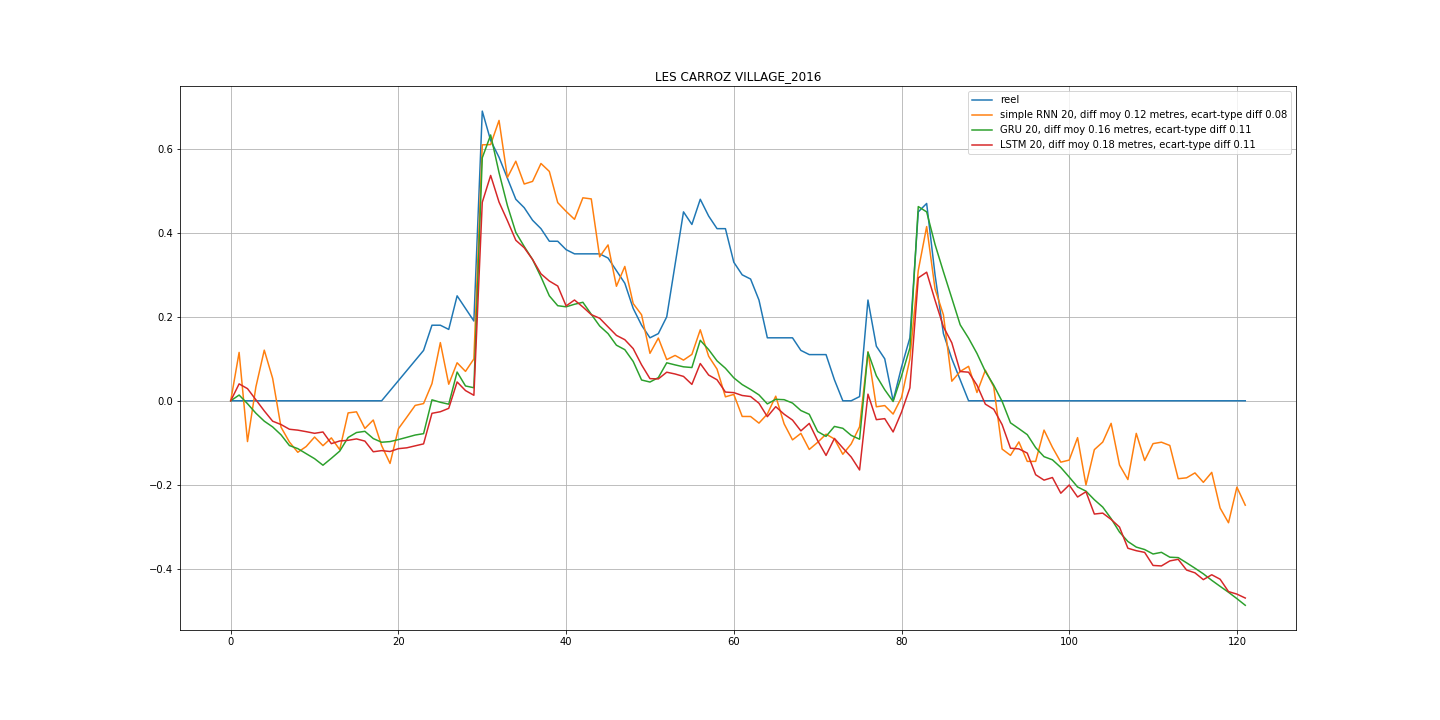 LES CARROZ VILLAGE_2016
reel
simple RNN 20, diff moy 0.12 metres, ecart-type diff 0.08
GRU 20, diff moy 0.16 metres, ecart-type diff 0.11
LSTM 20, diff moy 0.18 metres, ecart-type diff 0.11
0.6
0.4
0.2
0.0
−0.2
−0.4
0 20 40 60 80 100 120